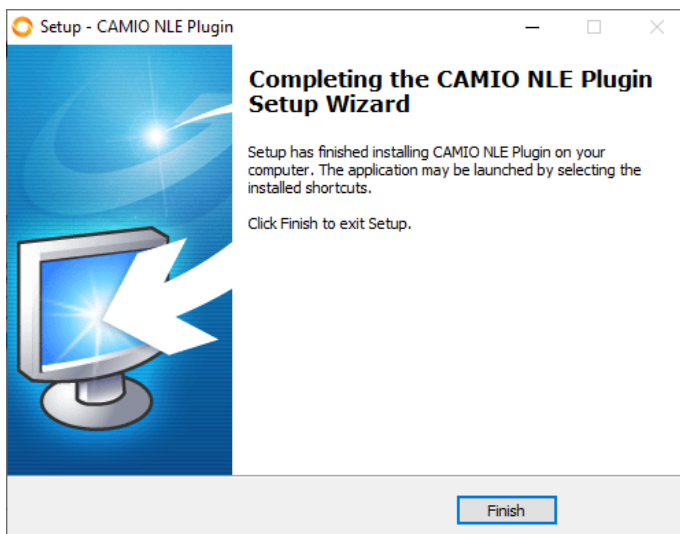 Setup - CAMIO NLE Plugin
Completing the CAMIO NLE Plugin
Setup Wizard
Setup has finished installing CAMIO NLE Plugin on your
computer. The application may be launched by selecting the
installed shortcuts.
Click Finish to exit Setup.
Finish